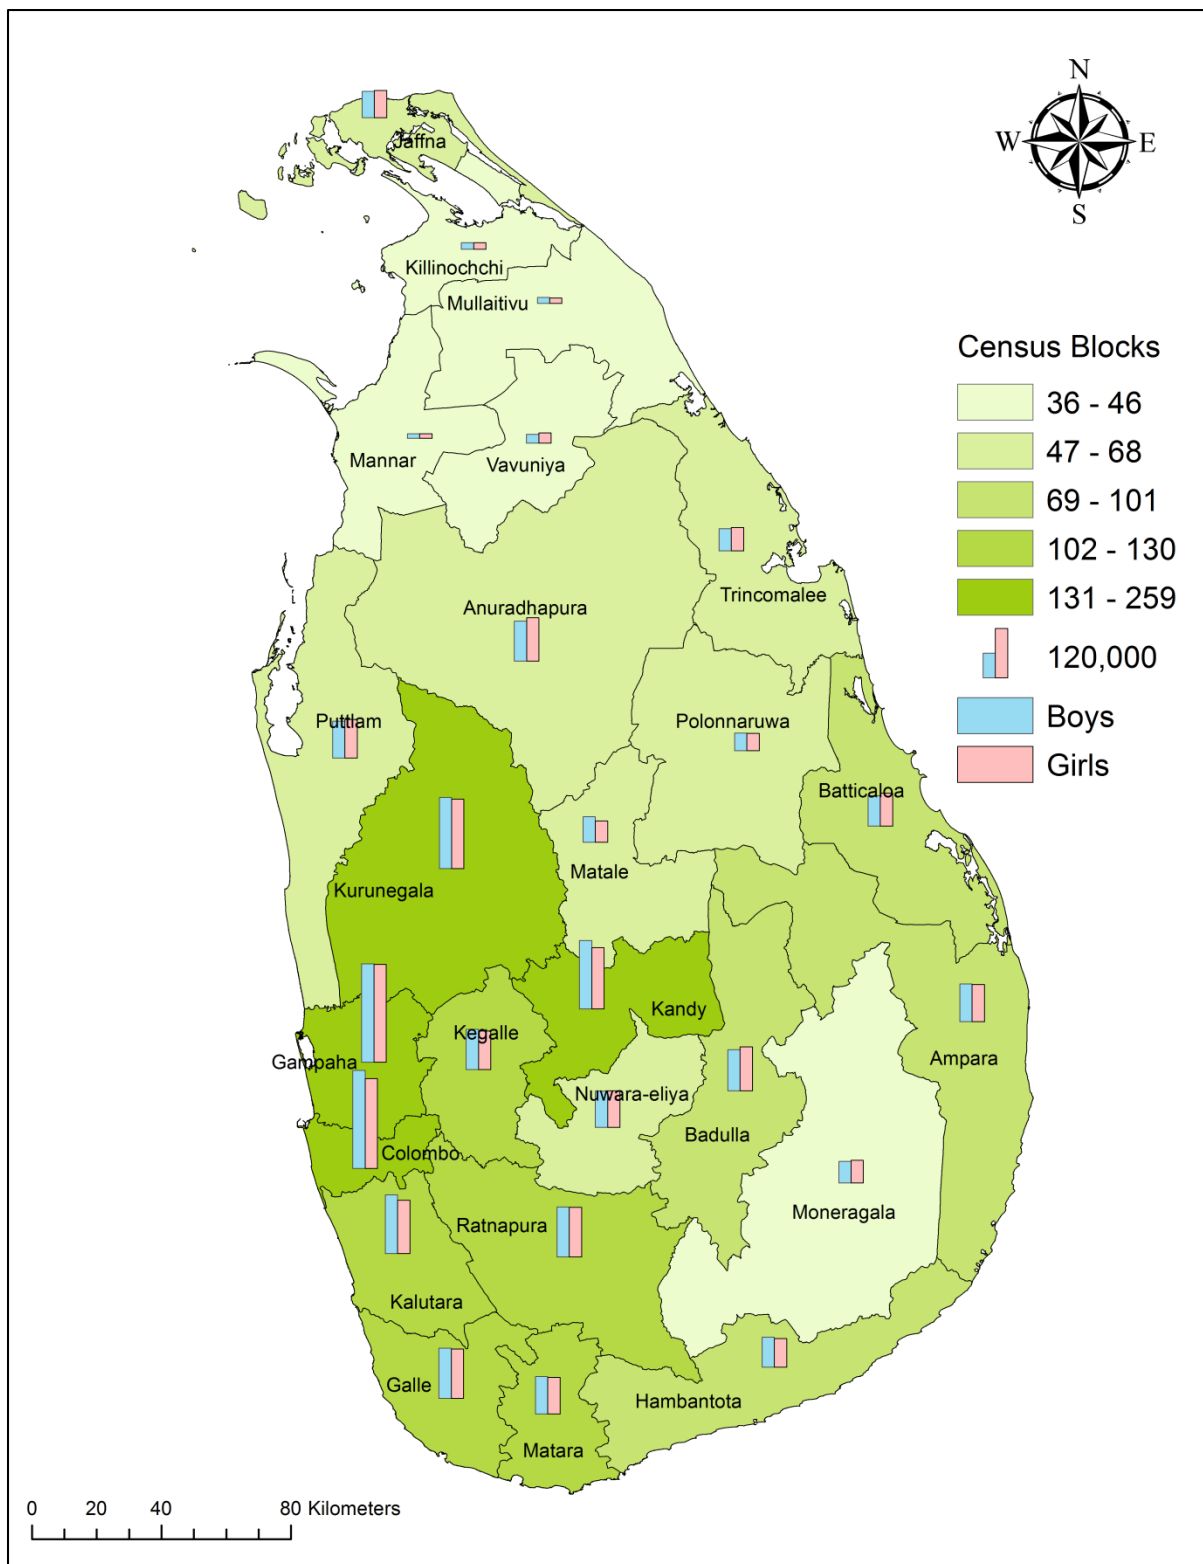 N
W E
S
Jaffna
Killinochchi
Mullaitivu
Census Blocks
36 - 46
47 - 68
69 - 101
102 - 130
131 - 259
120,000
Boys
Girls
Mannar
Vavuniya
Trincomalee
Anuradhapura
Puttlam
Polonnaruwa
Batticaloa
Matale
Kurunegala
Kandy
Kegalle
Gampaha
Ampara
Nuwara-eliya
Badulla
Colombo
Moneragala
Ratnapura
Kalutara
Galle
Hambantota
Matara
0 20 40 80 Kilometers